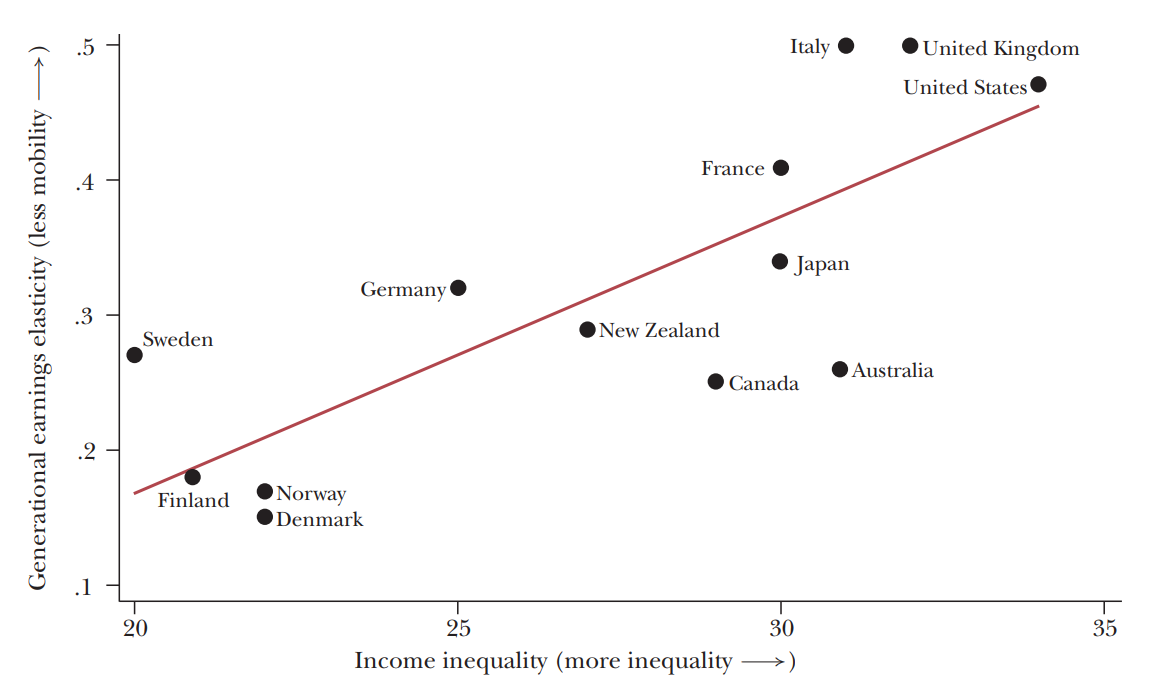 Generational earnings elasticity (less mobility ⟶)
.5
.4
.3
.2
.1
Italy
United Kingdom
United States
France
Japan
Germany
New Zealand
Sweden
Australia
Canada
Finland
Norway
Denmark
20 25 30 35
Income inequality (more inequality ⟶)